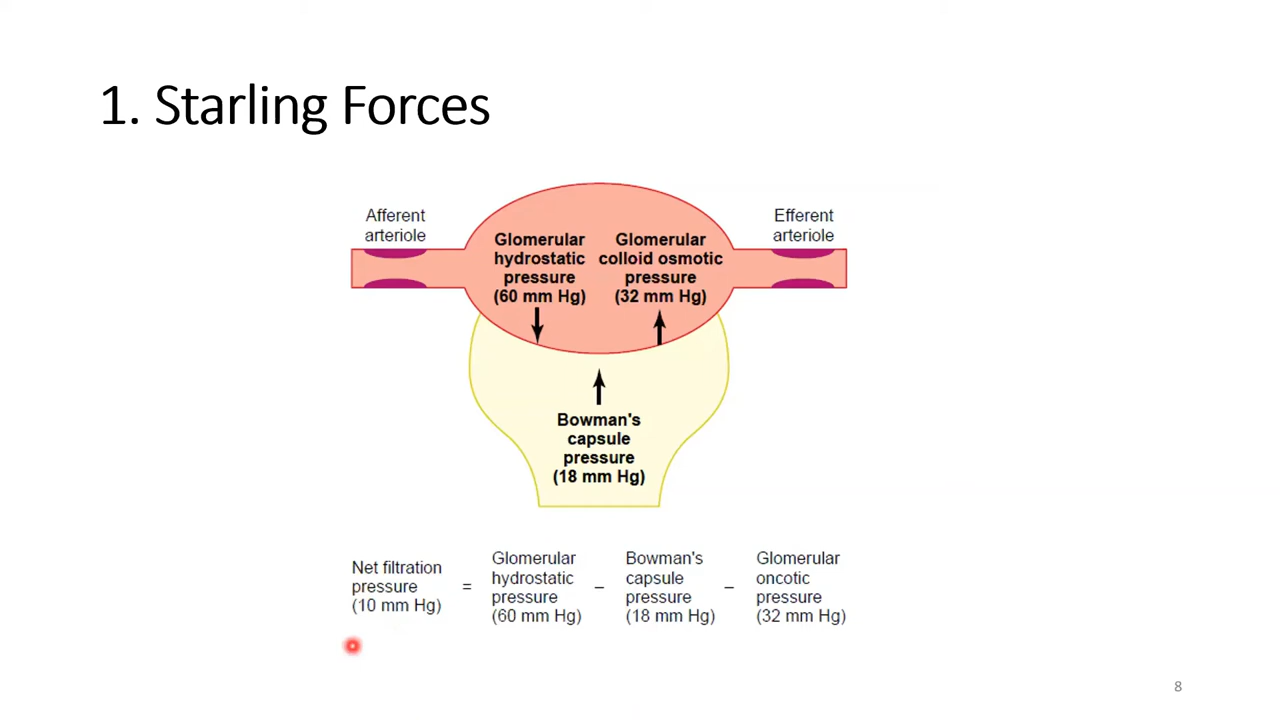 1. Starling Forces
Afferent
arteriole
Efferent
arteriole
Glomerular
hydrostatic
pressure
(60 mm Hg)
Glomerular
colloid osmotic
pressure
(32 mm Hg)
Bowman's
capsule
pressure
(18 mm Hg)
Net filtration
pressure
(10 mm Hg)
=
Glomerular
hydrostatic
pressure
(60 mm Hg)
–
Bowman's
capsule
pressure
(18 mm Hg)
–
Glomerular
oncotic
pressure
(32 mm Hg)
8